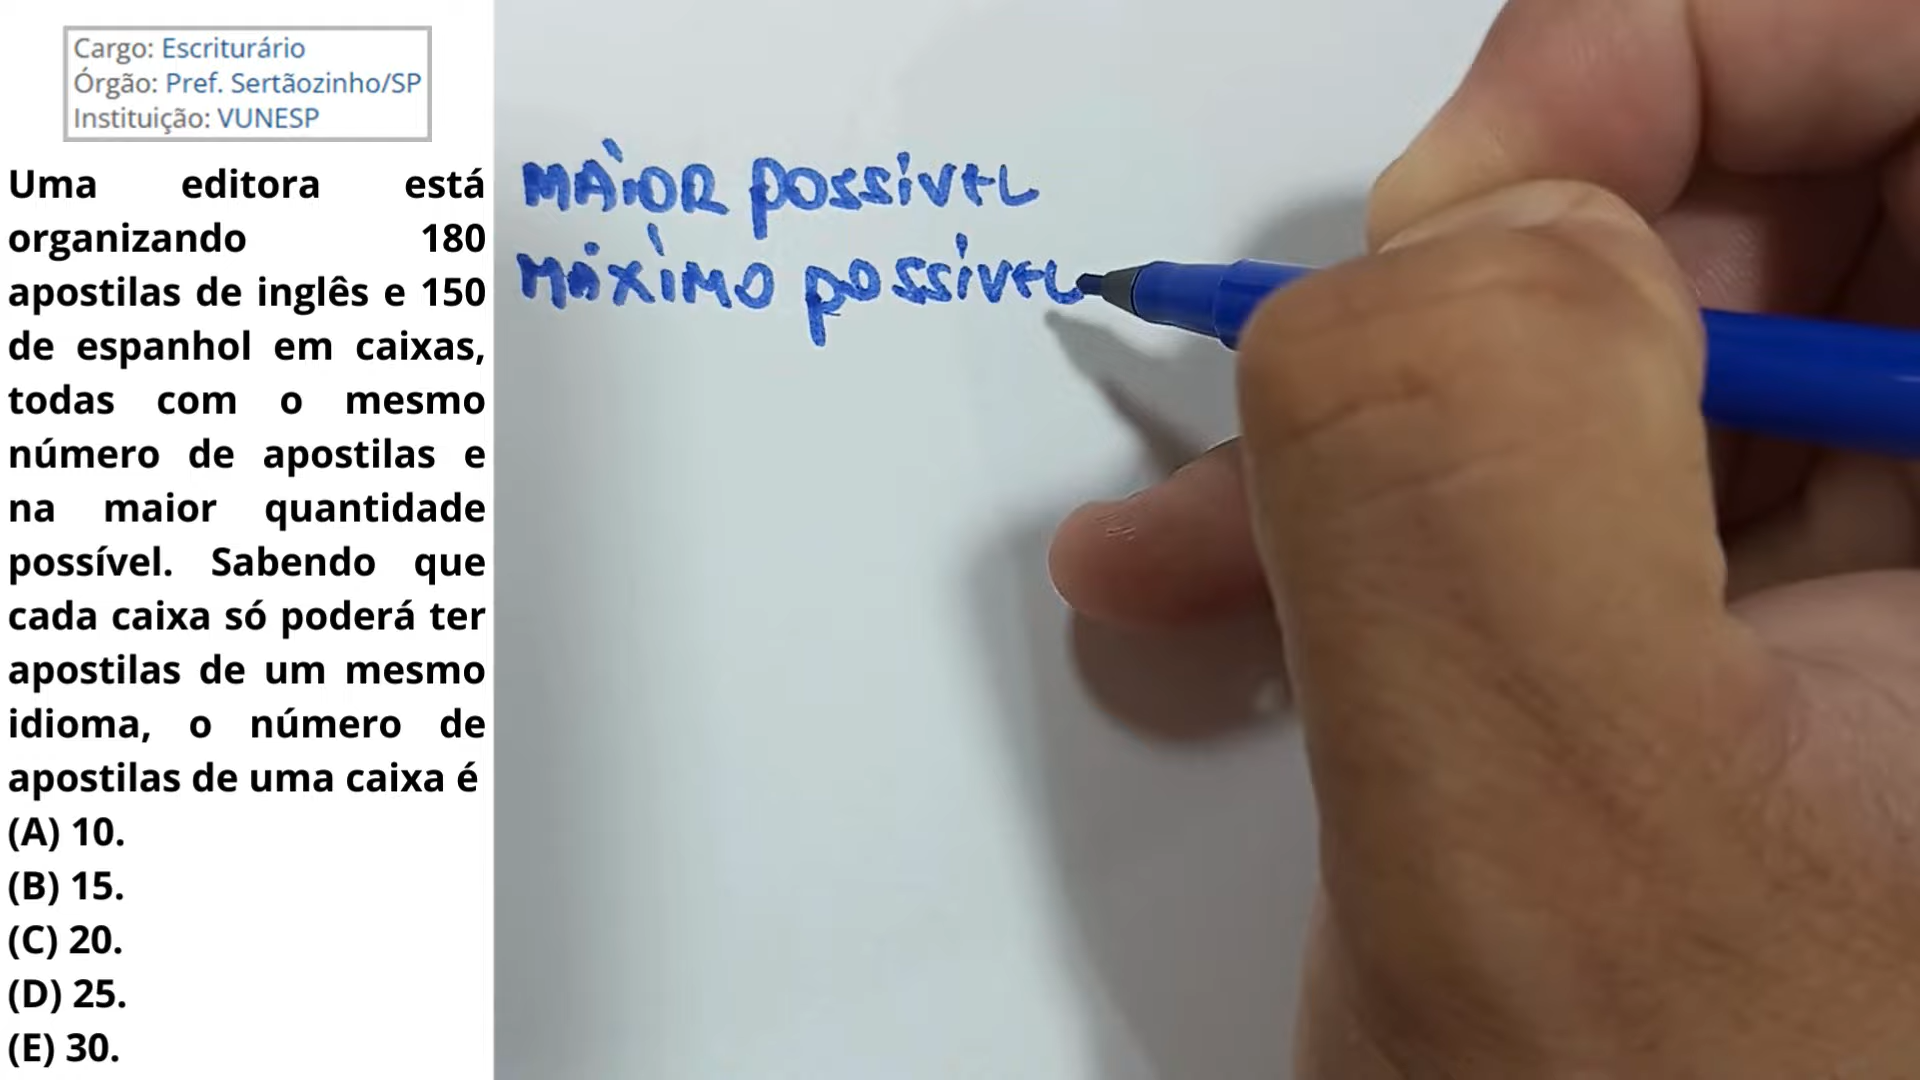 Cargo: Escriturário
Órgão: Pref. Sertãozinho/SP
Instituição: VUNESP
Uma editora está
organizando 180
apostilas de inglês e 150
de espanhol em caixas,
todas com o mesmo
número de apostilas e
na maior quantidade
possível. Sabendo que
cada caixa só poderá ter
apostilas de um mesmo
idioma, o número de
apostilas de uma caixa é
(A) 10.
(B) 15.
(C) 20.
(D) 25.
(E) 30.
MAIOR POSSÍVEL
MÁXIMO POSSÍVEL